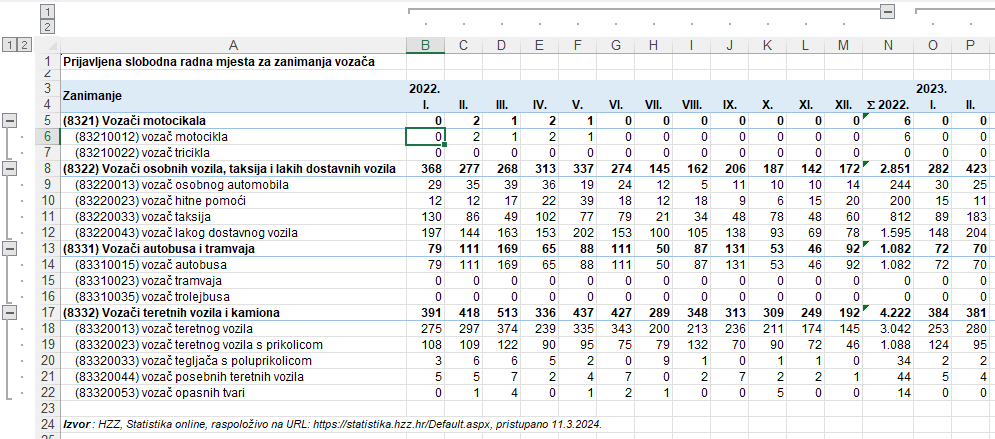 1
2
1 2 A B C D E F G H I J K L M N O P
1 Prijavljena slobodna radna mjesta za zanimanja vozača
2
3 Zanimanje 2022. 2023.
4 I. II. III. IV. V. VI. VII. VIII. IX. X. XI. XII. Σ 2022. I. II.
5 (8321) Vozači motocikala 0 2 1 2 1 0 0 0 0 0 0 0 6 0 0
6 (83210012) vozač motocikla 0 2 1 2 1 0 0 0 0 0 0 0 6 0 0
7 (83210022) vozač tricikla 0 0 0 0 0 0 0 0 0 0 0 0 0 0 0
8 (8322) Vozači osobnih vozila, taksija i lakih dostavnih vozila 368 277 268 313 337 274 145 162 206 187 142 172 2.851 282 423
9 (83220013) vozač osobnog automobila 29 35 39 36 19 24 12 5 11 10 10 14 244 30 25
10 (83220023) vozač hitne pomoći 12 12 17 22 39 18 12 18 9 6 15 20 200 15 11
11 (83220033) vozač taksija 130 86 49 102 77 79 21 34 48 78 48 60 812 89 183
12 (83220043) vozač lakog dostavnog vozila 197 144 163 153 202 153 100 105 138 93 69 78 1.595 148 204
13 (8331) Vozači autobusa i tramvaja 79 111 169 65 88 111 50 87 131 53 46 92 1.082 72 70
14 (83310015) vozač autobusa 79 111 169 65 88 111 50 87 131 53 46 92 1.082 72 70
15 (83310023) vozač tramvaja 0 0 0 0 0 0 0 0 0 0 0 0 0 0 0
16 (83310035) vozač trolejbusa 0 0 0 0 0 0 0 0 0 0 0 0 0 0 0
17 (8332) Vozači teretnih vozila i kamiona 391 418 513 336 437 427 289 348 313 309 249 192 4.222 384 381
18 (83320013) vozač teretnog vozila 275 297 374 239 335 343 200 213 236 211 174 145 3.042 253 280
19 (83320023) vozač teretnog vozila s prikolicom 108 109 122 90 95 75 79 132 70 90 72 46 1.088 124 95
20 (83320033) vozač tegljača s poluprikolicom 3 6 6 5 2 0 9 1 0 1 1 0 34 2 2
21 (83320044) vozač posebnih teretnih vozila 5 5 7 2 4 7 0 2 7 2 2 1 44 5 4
22 (83320053) vozač opasnih tvari 0 1 4 0 1 2 1 0 0 5 0 0 14 0 0
23
24 Izvor : HZZ, Statistika online, raspoloživo na URL: https://statistika.hzz.hr/Default.aspx, pristupano 11.3.2024.